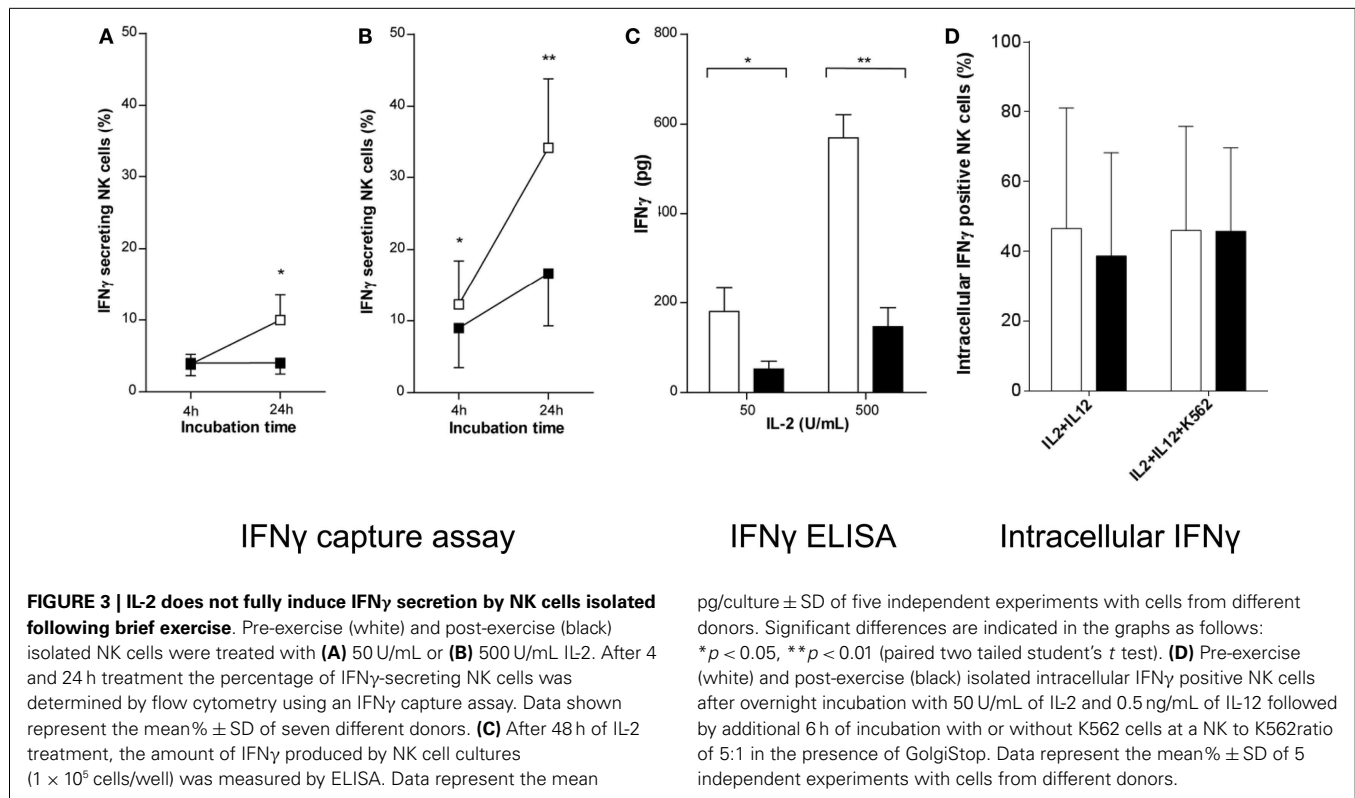 A
IFNγ secreting NK cells (%)
50
40
30
20
10
0
*
4h
24h
Incubation time
B
IFNγ secreting NK cells (%)
50
40
30
20
10
0
*
**
4h
24h
Incubation time
C
IFNγ (pg)
800
600
400
200
0
*
**
50
500
IL-2 (U/mL)
D
Intracellular IFNγ positive NK cells (%)
100
80
60
40
20
0
IL2+IL12
IL2+IL12+K562
IFNγ capture assay
IFNγ ELISA
Intracellular IFNγ
FIGURE 3 | IL-2 does not fully induce IFNγ secretion by NK cells isolated
following brief exercise. Pre-exercise (white) and post-exercise (black)
isolated NK cells were treated with (A) 50 U/mL or (B) 500 U/mL IL-2. After 4
and 24 h treatment the percentage of IFNγ-secreting NK cells was
determined by flow cytometry using an IFNγ capture assay. Data shown
represent the mean% ± SD of seven different donors. (C) After 48 h of IL-2
treatment, the amount of IFNγ produced by NK cell cultures
(1 × 10⁵ cells/well) was measured by ELISA. Data represent the mean
pg/culture ± SD of five independent experiments with cells from different
donors. Significant differences are indicated in the graphs as follows:
*p < 0.05, **p < 0.01 (paired two tailed student's t test). (D) Pre-exercise
(white) and post-exercise (black) isolated intracellular IFNγ positive NK cells
after overnight incubation with 50 U/mL of IL-2 and 0.5 ng/mL of IL-12 followed
by additional 6 h of incubation with or without K562 cells at a NK to K562ratio
of 5:1 in the presence of GolgiStop. Data represent the mean% ± SD of 5
independent experiments with cells from different donors.